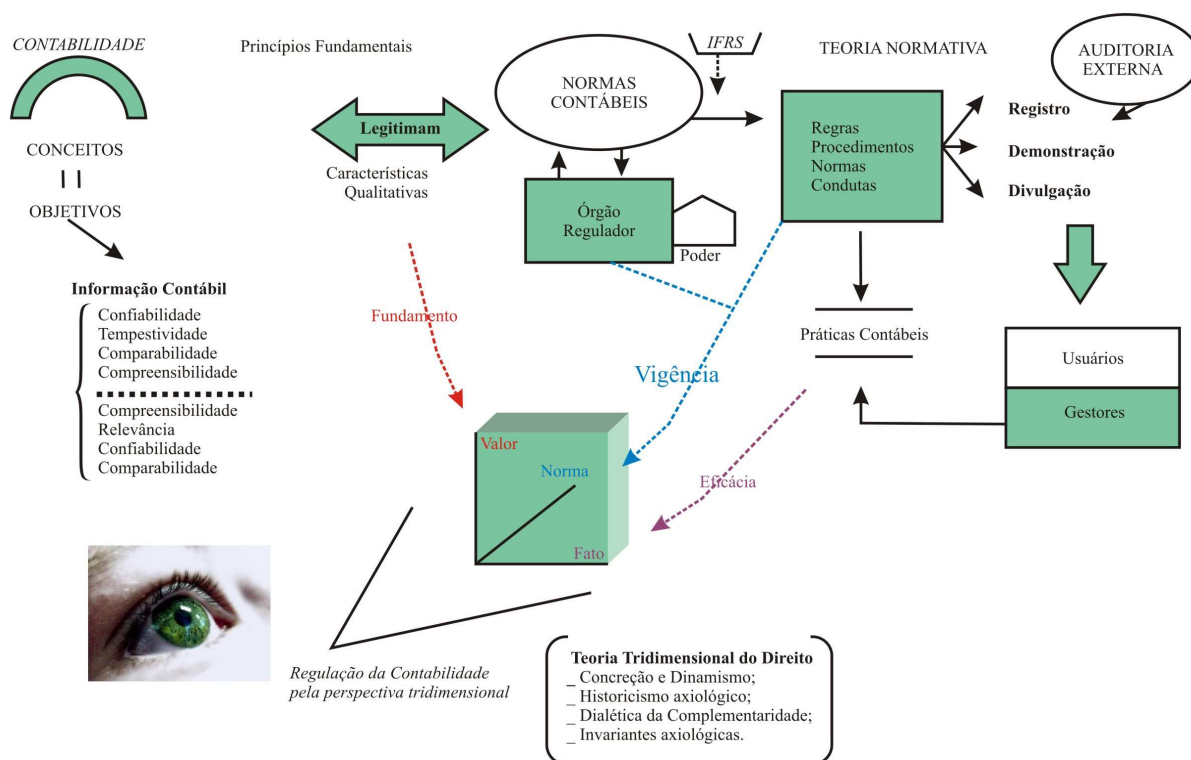 CONTABILIDADE
CONCEITOS
OBJETIVOS
Informação Contábil
Confiabilidade
Tempestividade
Comparabilidade
Compreensibilidade
Compreensibilidade
Relevância
Confiabilidade
Comparabilidade
Princípios Fundamentais
Legitimam
Características
Qualitativas
NORMAS
CONTÁBEIS
IFRS
Órgão
Regulador
Poder
TEORIA NORMATIVA
Regras
Procedimentos
Normas
Condutas
AUDITORIA
EXTERNA
Registro
Demonstração
Divulgação
Práticas Contábeis
Usuários
Gestores
Fundamento
Vigência
Eficácia
Valor
Norma
Fato
Regulação da Contabilidade
pela perspectiva tridimensional
Teoria Tridimensional do Direito
_ Concreção e Dinamismo;
_ Historicismo axiológico;
_ Dialética da Complementaridade;
_ Invariantes axiológicas.